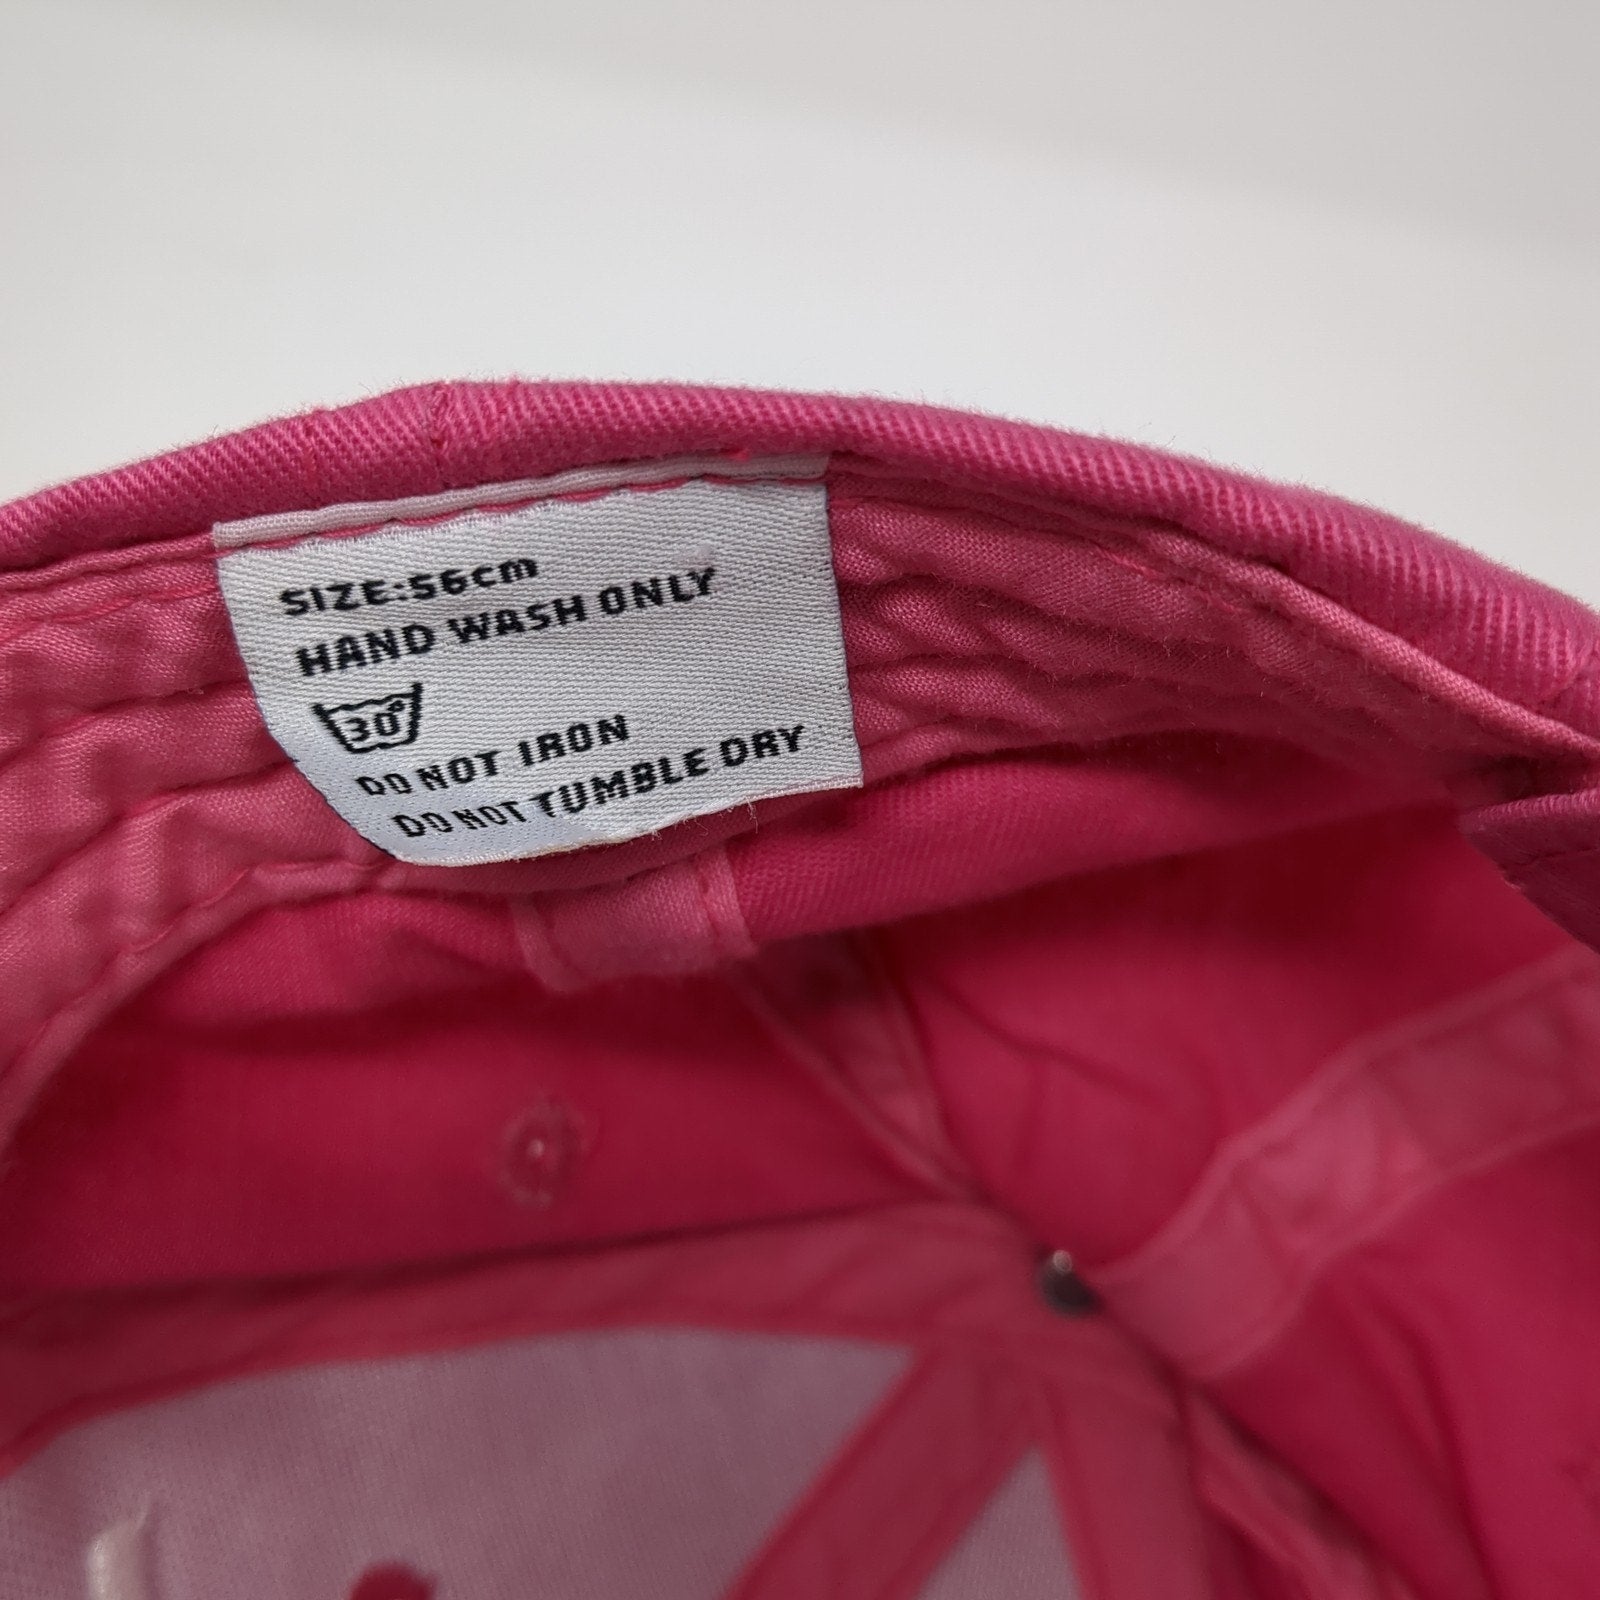 SIZE:56cm
HAND WASH ONLY
30°
DO NOT IRON
DO NOT TUMBLE DRY